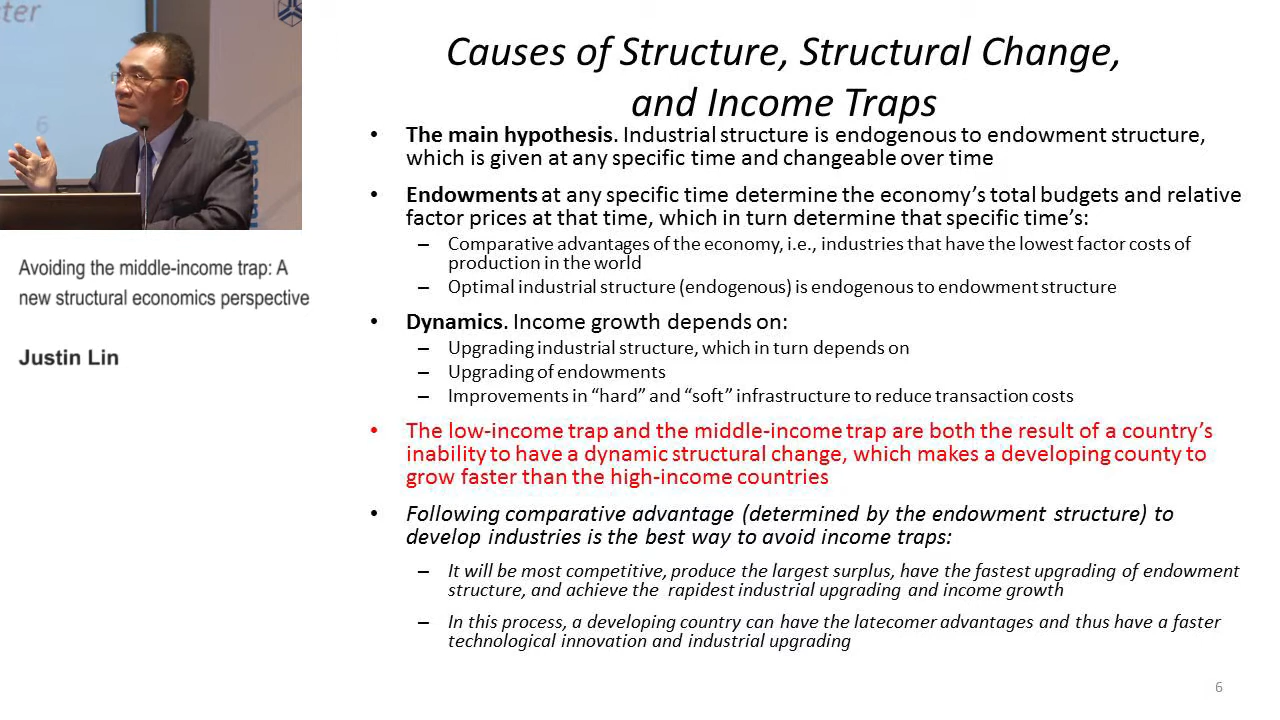 ster
6
Avoiding the middle-income trap: A
new structural economics perspective
Justin Lin
Causes of Structure, Structural Change,
and Income Traps
• The main hypothesis. Industrial structure is endogenous to endowment structure,
which is given at any specific time and changeable over time
• Endowments at any specific time determine the economy’s total budgets and relative
factor prices at that time, which in turn determine that specific time’s:
– Comparative advantages of the economy, i.e., industries that have the lowest factor costs of
production in the world
– Optimal industrial structure (endogenous) is endogenous to endowment structure
• Dynamics. Income growth depends on:
– Upgrading industrial structure, which in turn depends on
– Upgrading of endowments
– Improvements in “hard” and “soft” infrastructure to reduce transaction costs
• The low-income trap and the middle-income trap are both the result of a country’s
inability to have a dynamic structural change, which makes a developing county to
grow faster than the high-income countries
• Following comparative advantage (determined by the endowment structure) to
develop industries is the best way to avoid income traps:
– It will be most competitive, produce the largest surplus, have the fastest upgrading of endowment
structure, and achieve the rapidest industrial upgrading and income growth
– In this process, a developing country can have the latecomer advantages and thus have a faster
technological innovation and industrial upgrading
6